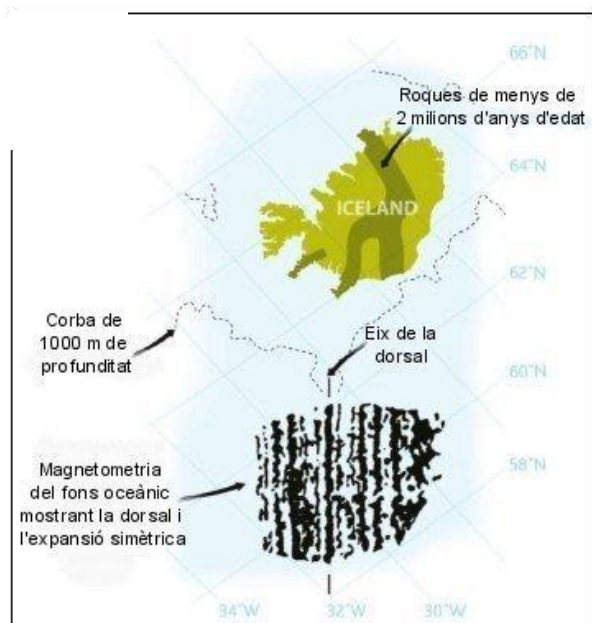 66°N
Roques de menys de
2 milions d'anys d'edat
64°N
ICELAND
62°N
Corba de
1000 m de
profunditat
Eix de la
dorsal
60°N
Magnetometria
del fons oceànic
mostrant la dorsal i
l'expansió simètrica
58°N
34°W
32°W
30°W